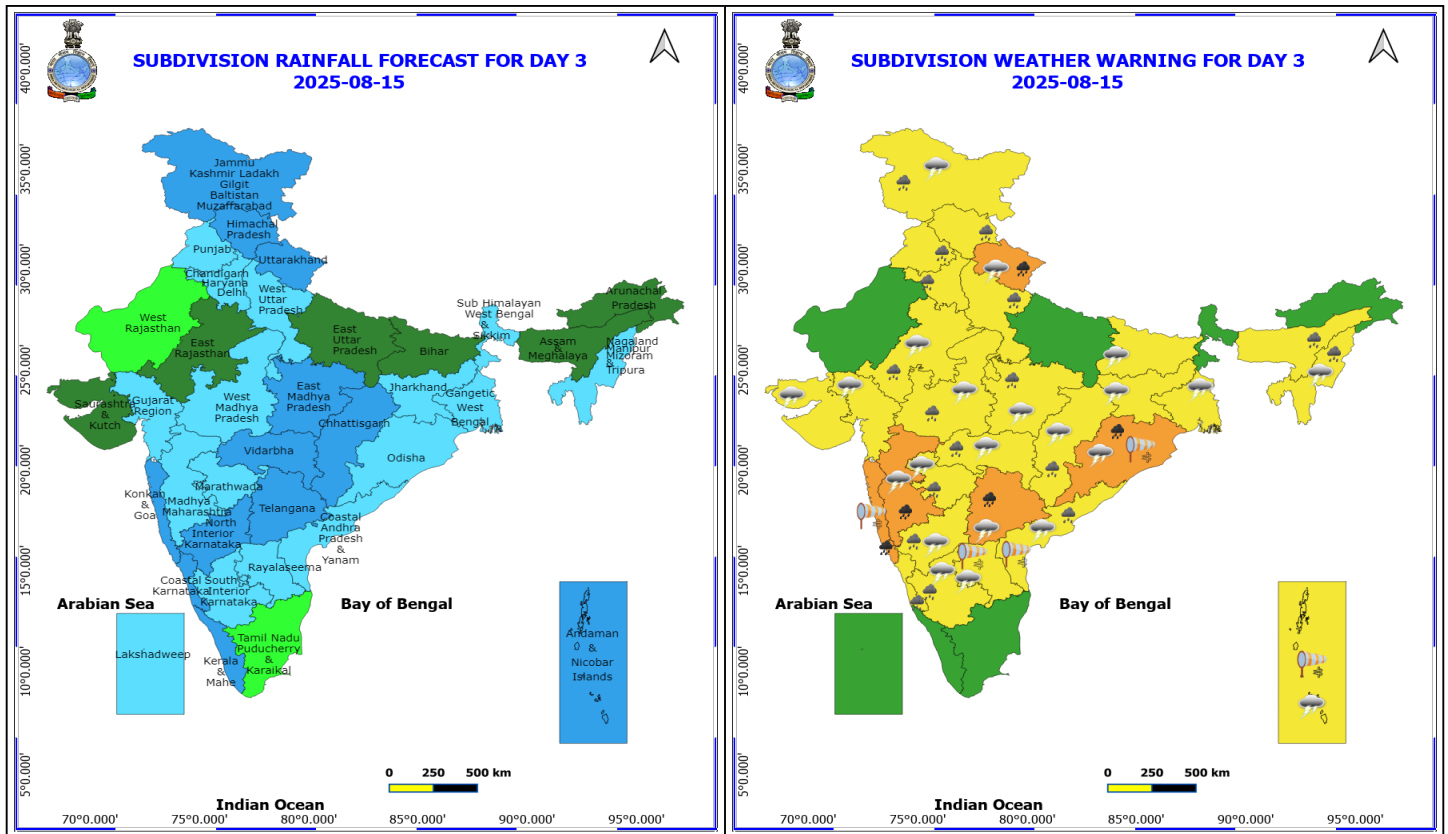 SUBDIVISION RAINFALL FORECAST FOR DAY 3
2025-08-15
40°0.000'
35°0.000'
30°0.000'
25°0.000'
20°0.000'
15°0.000'
10°0.000'
5°0.000'
Jammu
Kashmir Ladakh
Gilgit
Baltistan
Muzaffarabad
Himachal
Pradesh
Punjab
Uttarakhand
Chandigarh
Haryana
Delhi
West
Uttar
Pradesh
West
Rajasthan
East
Rajasthan
East
Uttar
Pradesh
Bihar
Sub Himalayan
West Bengal
&
Sikkim
Arunachal
Pradesh
Assam
&
Meghalaya
Nagaland
Manipur
Mizoram
&
Tripura
Saurashtra
&
Kutch
Gujarat
Region
West
Madhya
Pradesh
East
Madhya
Pradesh
Jharkhand
Gangetic
West
Bengal
Chhattisgarh
Odisha
Vidarbha
Konkan
&
Goa
Marathwada
Madhya
Maharashtra
North
Interior
Karnataka
Telangana
Coastal
Andhra
Pradesh
&
Yanam
Rayalaseema
Coastal
Karnataka
South
Interior
Karnataka
Arabian Sea
Bay of Bengal
Lakshadweep
Kerala
&
Mahe
Tamil Nadu
Puducherry
&
Karaikal
Andaman
&
Nicobar
Islands
0 250 500 km
Indian Ocean
70°0.000' 75°0.000' 80°0.000' 85°0.000' 90°0.000' 95°0.000'
SUBDIVISION WEATHER WARNING FOR DAY 3
2025-08-15
40°0.000'
35°0.000'
30°0.000'
25°0.000'
20°0.000'
15°0.000'
10°0.000'
5°0.000'
Arabian Sea
Bay of Bengal
0 250 500 km
Indian Ocean
70°0.000' 75°0.000' 80°0.000' 85°0.000' 90°0.000' 95°0.000'